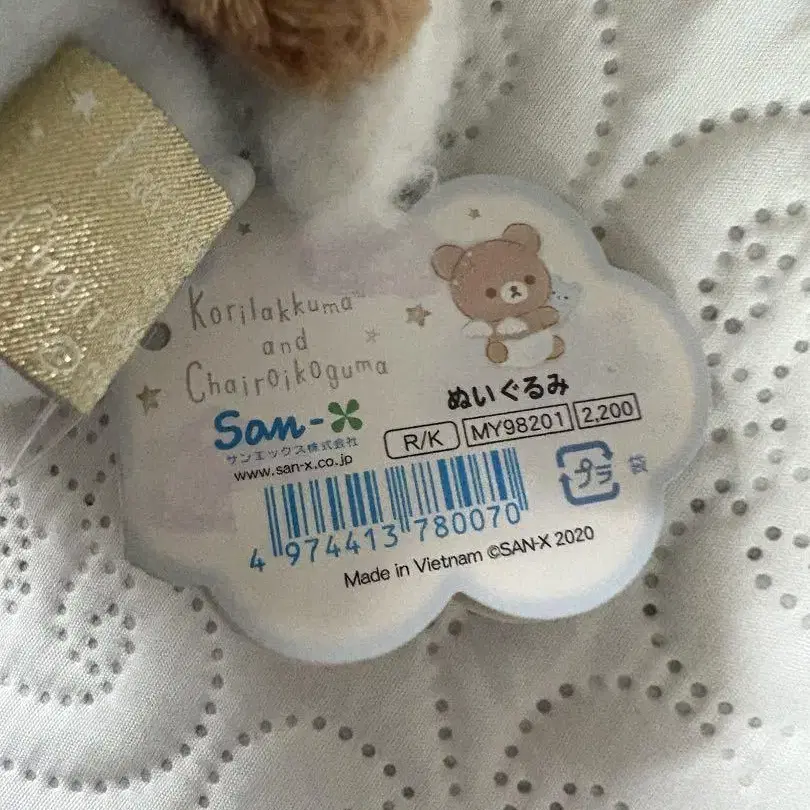 Korilakkuma™
and
Chairoikoguma
San-X
サンエックス株式会社
www.san-x.co.jp
ぬいぐるみ
R/K MY98201 2,200
プラ 袋
4 974413 780070
Made in Vietnam ©SAN-X 2020